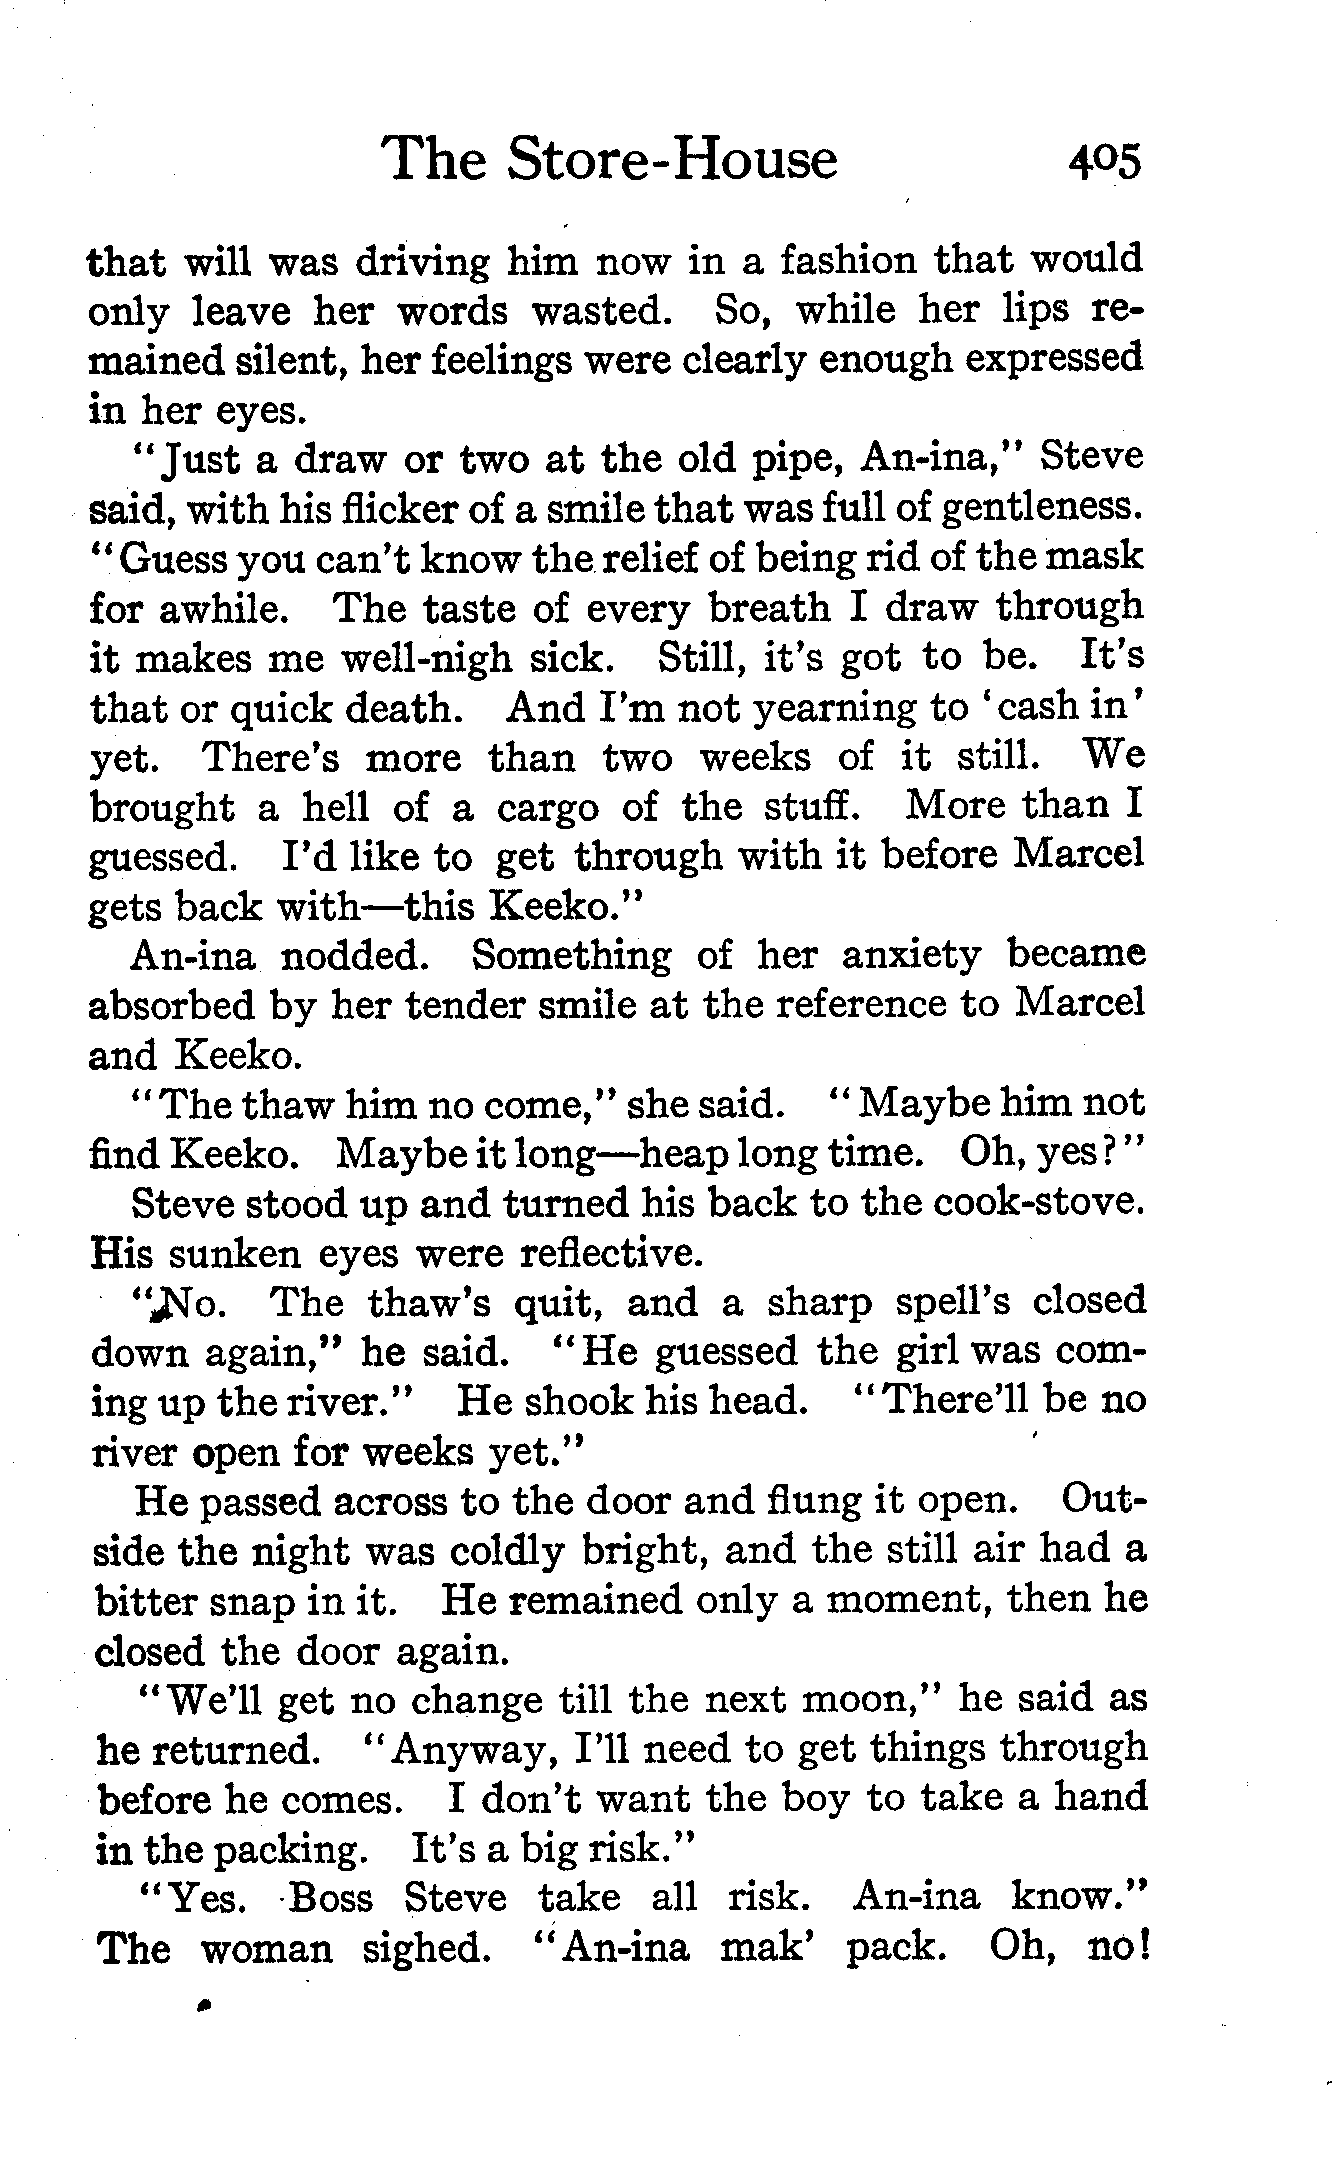 The Store-House 405
that will was driving him now in a fashion that would
only leave her words wasted. So, while her lips re-
mained silent, her feelings were clearly enough expressed
in her eyes.
"Just a draw or two at the old pipe, An-ina," Steve
said, with his flicker of a smile that was full of gentleness.
"Guess you can't know the relief of being rid of the mask
for awhile. The taste of every breath I draw through
it makes me well-nigh sick. Still, it's got to be. It's
that or quick death. And I'm not yearning to 'cash in'
yet. There's more than two weeks of it still. We
brought a hell of a cargo of the stuff. More than I
guessed. I'd like to get through with it before Marcel
gets back with—this Keeko."
An-ina nodded. Something of her anxiety became
absorbed by her tender smile at the reference to Marcel
and Keeko.
"The thaw him no come," she said. "Maybe him not
find Keeko. Maybe it long—heap long time. Oh, yes?"
Steve stood up and turned his back to the cook-stove.
His sunken eyes were reflective.
"No. The thaw's quit, and a sharp spell's closed
down again," he said. "He guessed the girl was com-
ing up the river." He shook his head. "There'll be no
river open for weeks yet."
He passed across to the door and flung it open. Out-
side the night was coldly bright, and the still air had a
bitter snap in it. He remained only a moment, then he
closed the door again.
"We'll get no change till the next moon," he said as
he returned. "Anyway, I'll need to get things through
before he comes. I don't want the boy to take a hand
in the packing. It's a big risk."
"Yes. Boss Steve take all risk. An-ina know."
The woman sighed. "An-ina mak' pack. Oh, no!